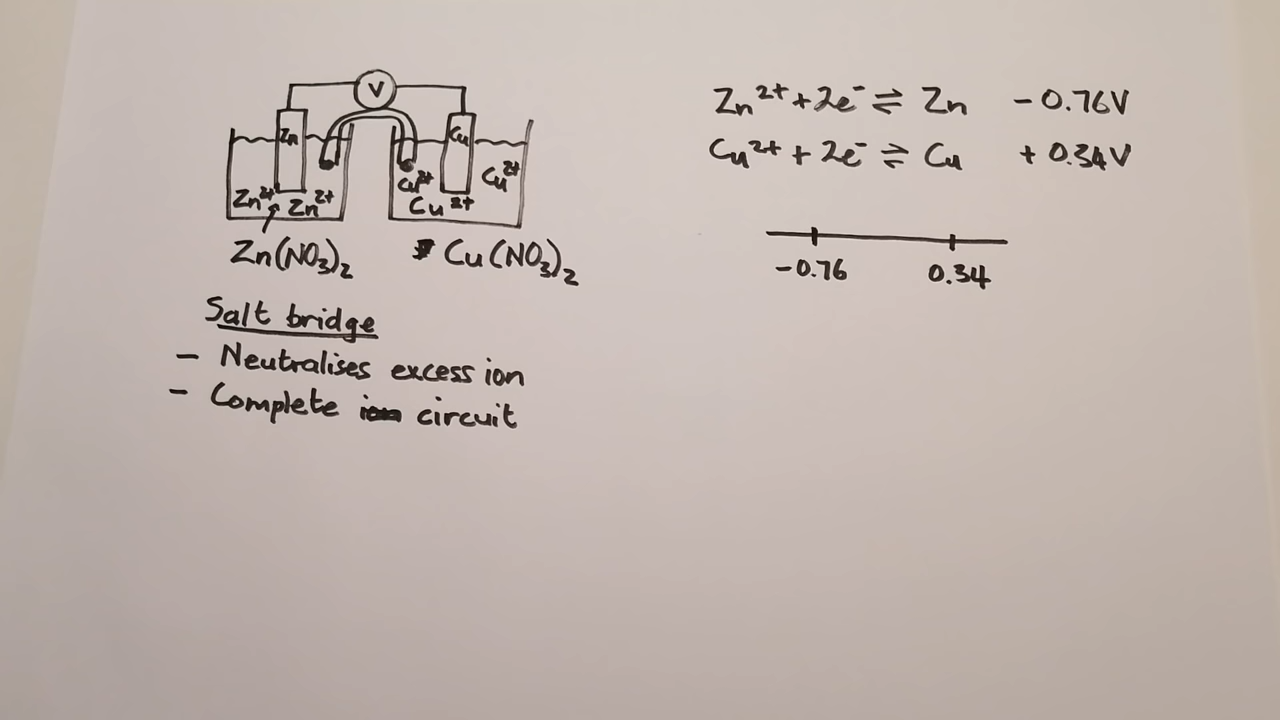 V
Zn
Cu
Zn²⁺ Zn²⁺
Cu²⁺ Cu²⁺
Cu²⁺
Zn(NO₃)₂
Cu(NO₃)₂
Salt bridge
- Neutralises excess ion
- Complete circuit
Zn²⁺ + 2e⁻ ⇌ Zn -0.76V
Cu²⁺ + 2e⁻ ⇌ Cu + 0.34V
-0.76 0.34